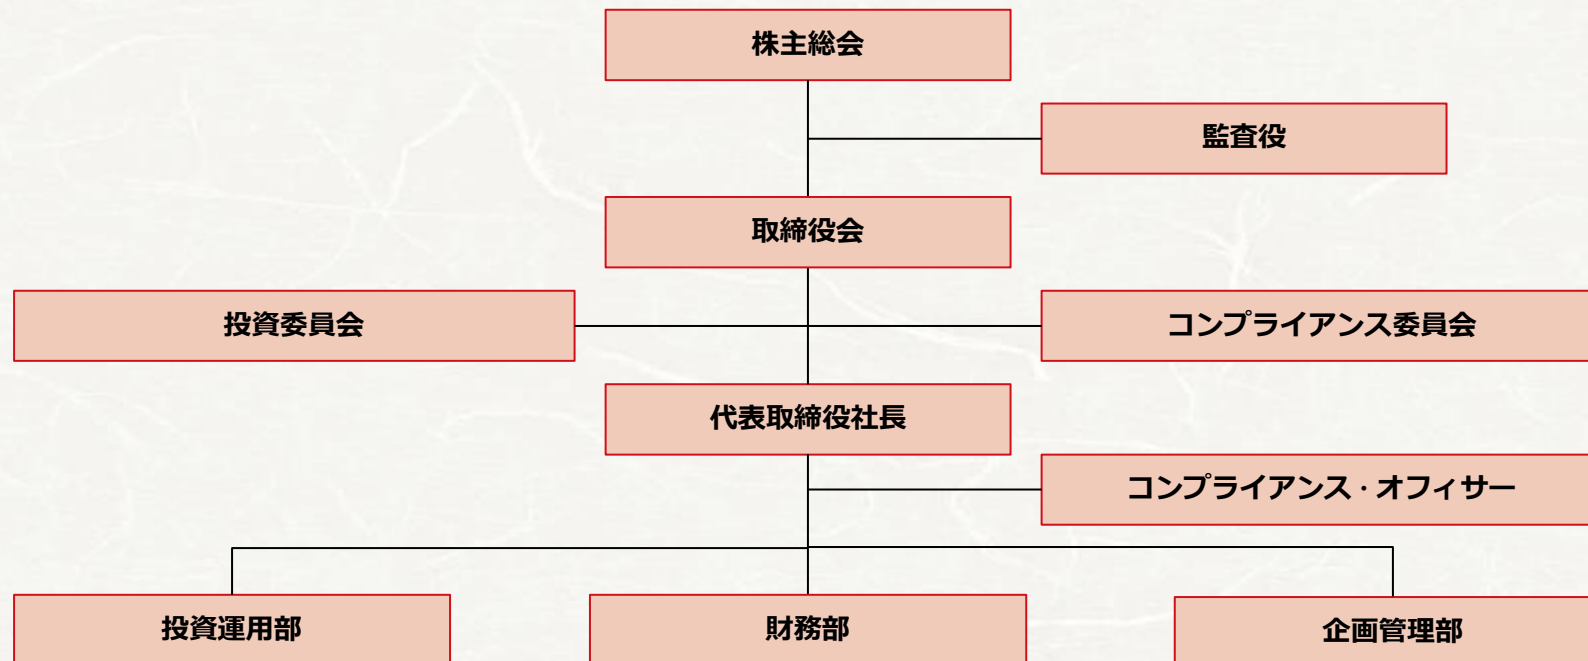 株主総会
監査役
取締役会
投資委員会
コンプライアンス委員会
代表取締役社長
コンプライアンス・オフィサー
投資運用部
財務部
企画管理部